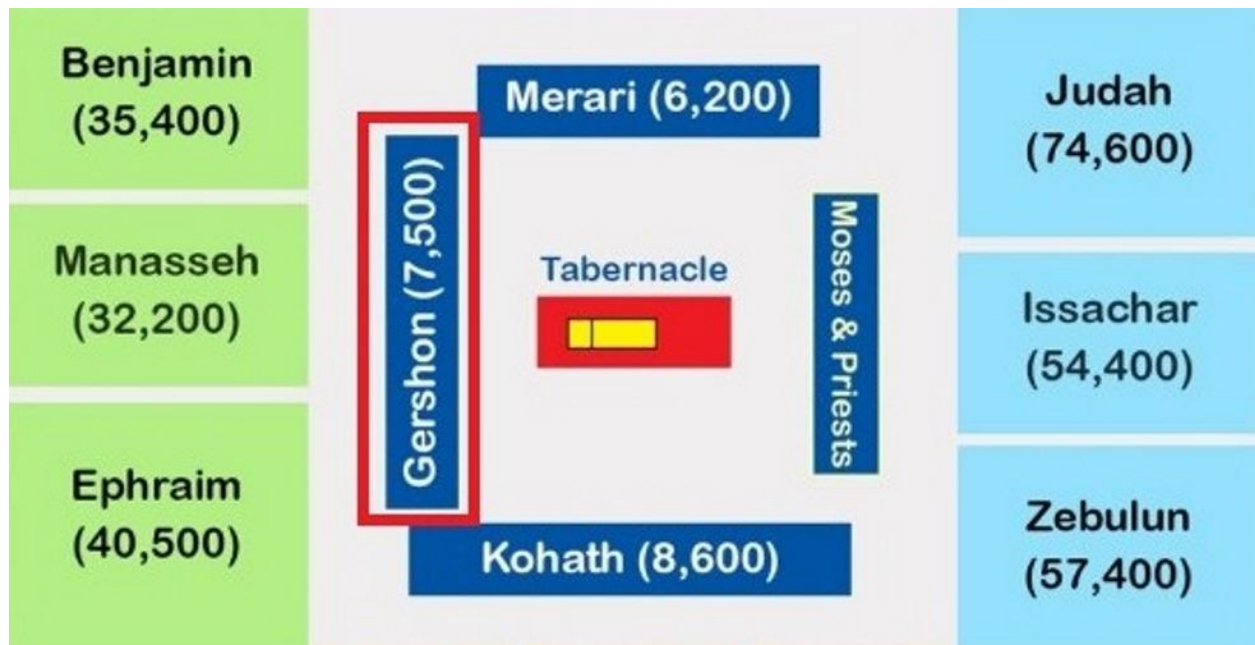 Benjamin
(35,400)
Manasseh
(32,200)
Ephraim
(40,500)
Merari (6,200)
Gershon (7,500)
Tabernacle
Moses & Priests
Kohath (8,600)
Judah
(74,600)
Issachar
(54,400)
Zebulun
(57,400)